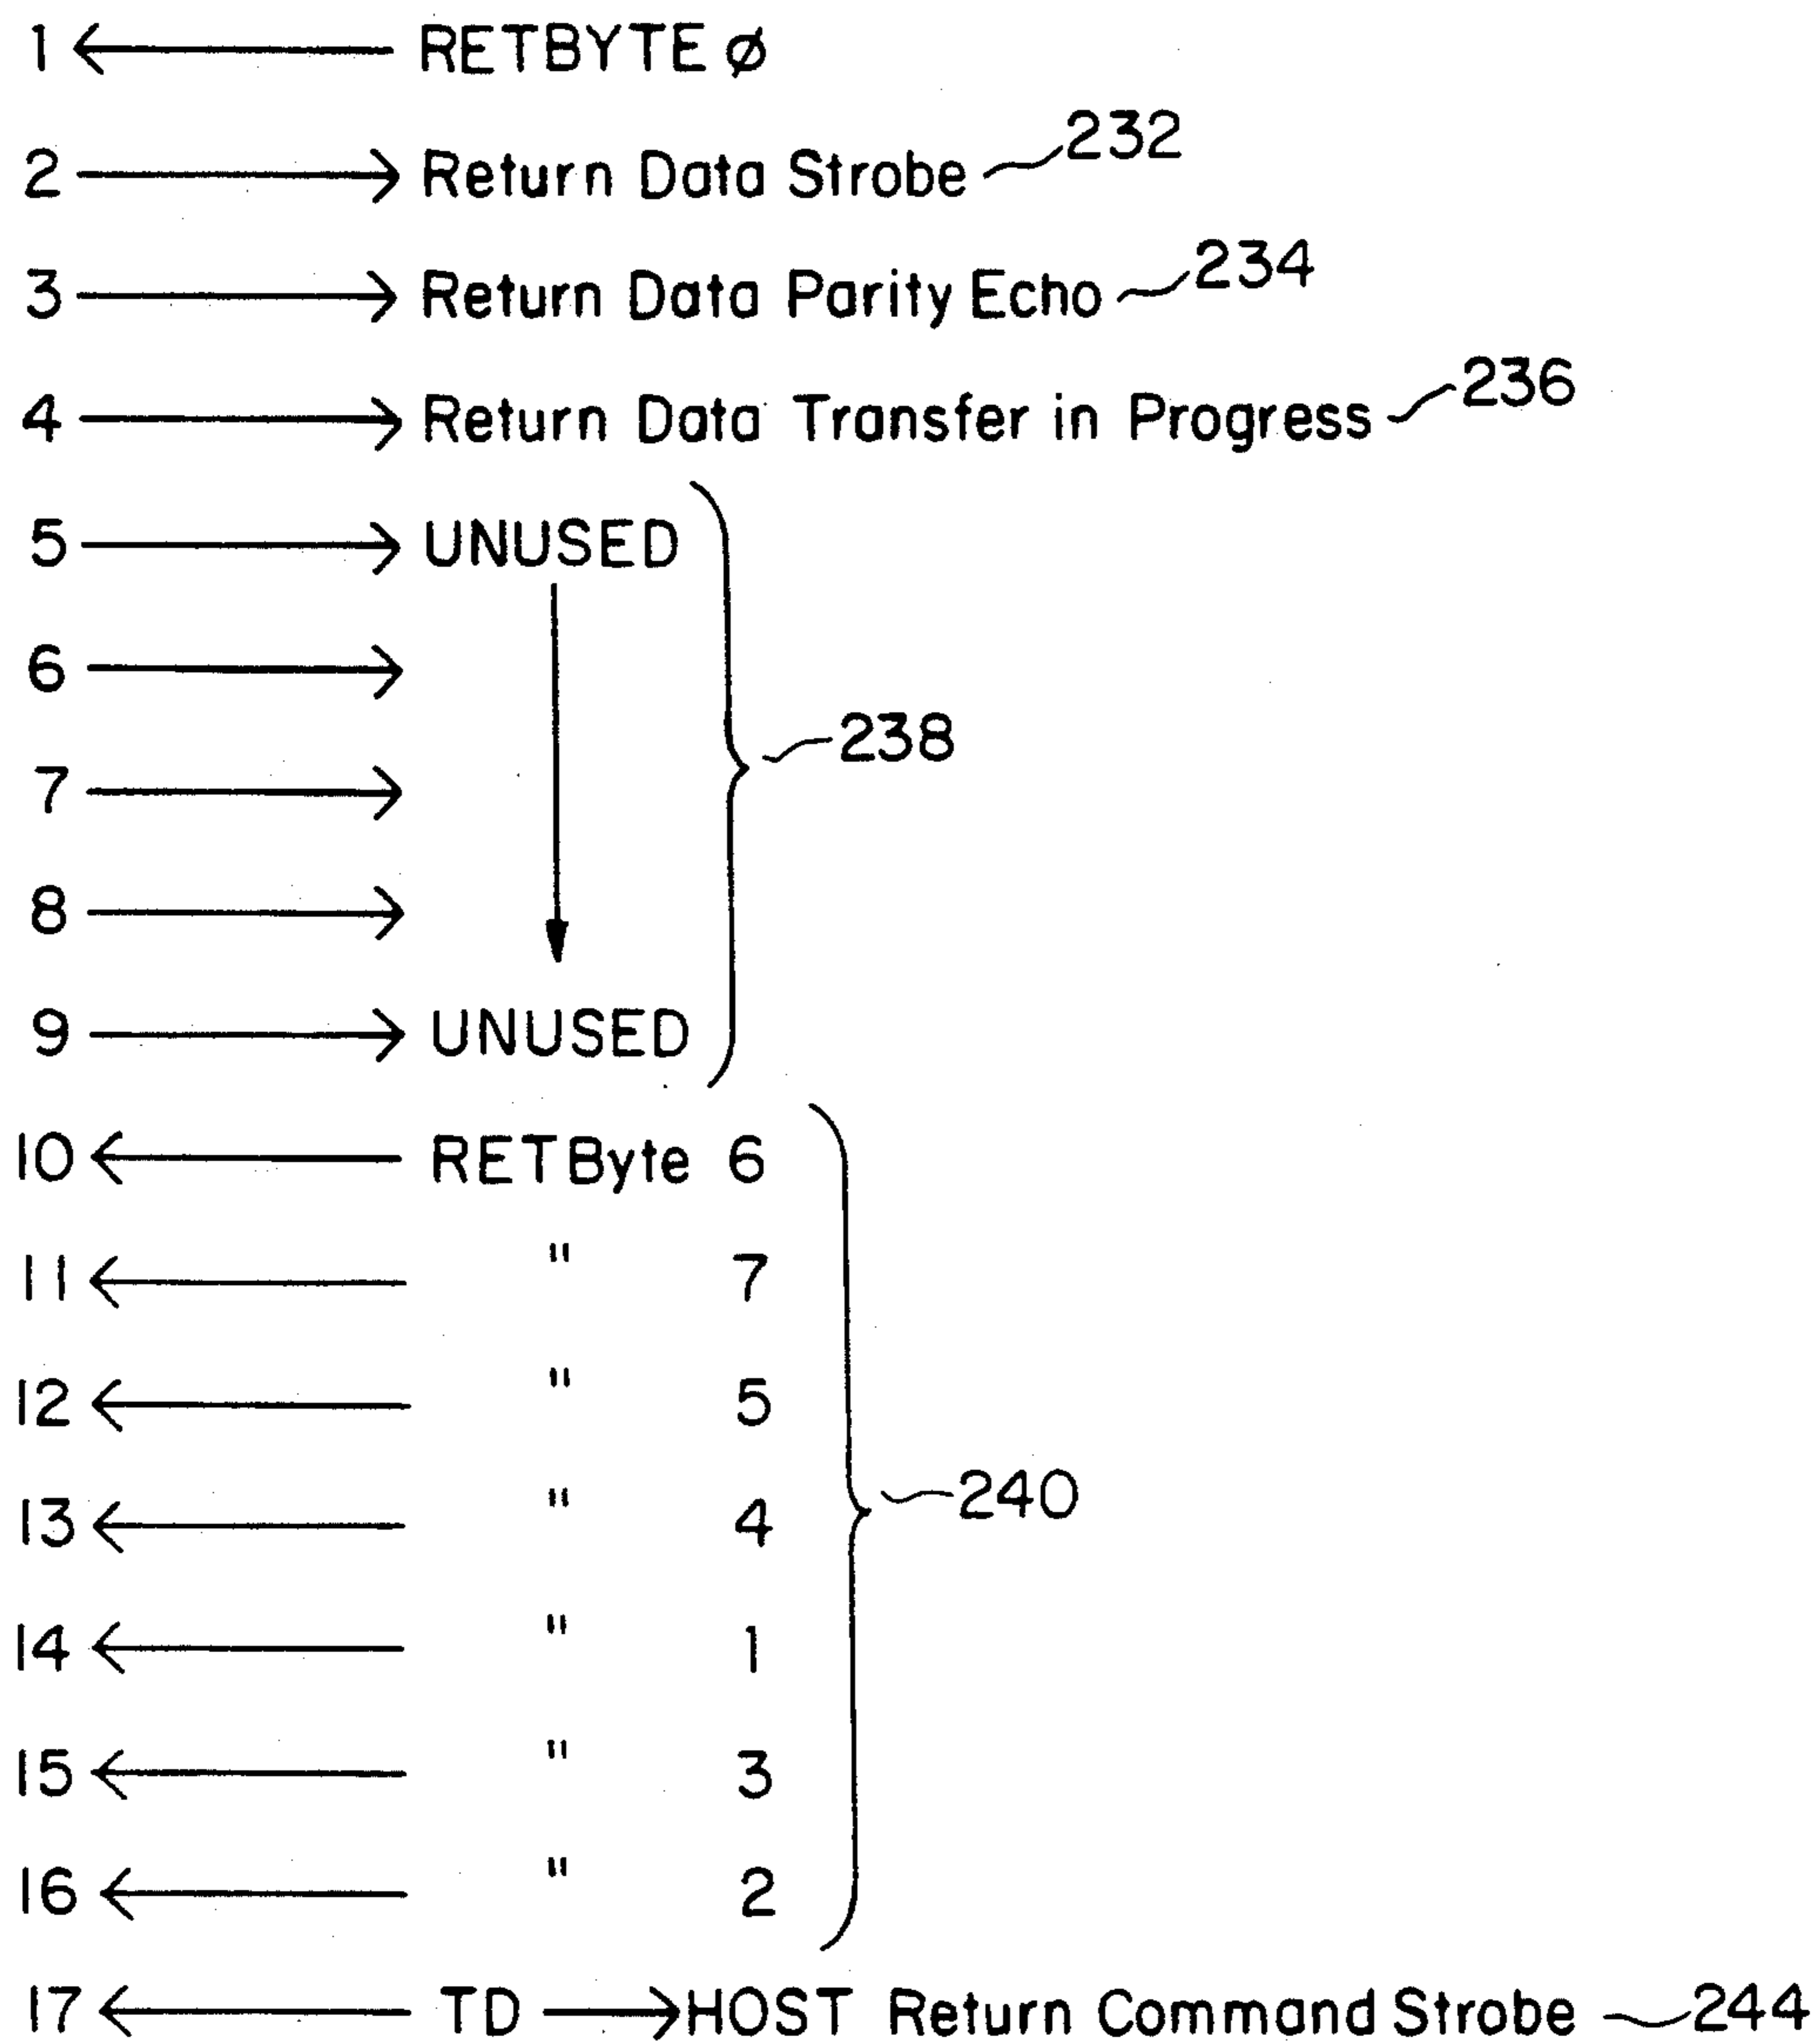 1 ← RETBYTE ϕ
2 → Return Data Strobe 232
3 → Return Data Parity Echo 234
4 → Return Data Transfer in Progress 236
5 → UNUSED
6 →
7 →
238
8 →
9 → UNUSED
10 ← RETByte 6
11 ← " 7
12 ← " 5
13 ← " 4
240
14 ← " 1
15 ← " 3
16 ← " 2
17 ← TD → HOST Return Command Strobe 244